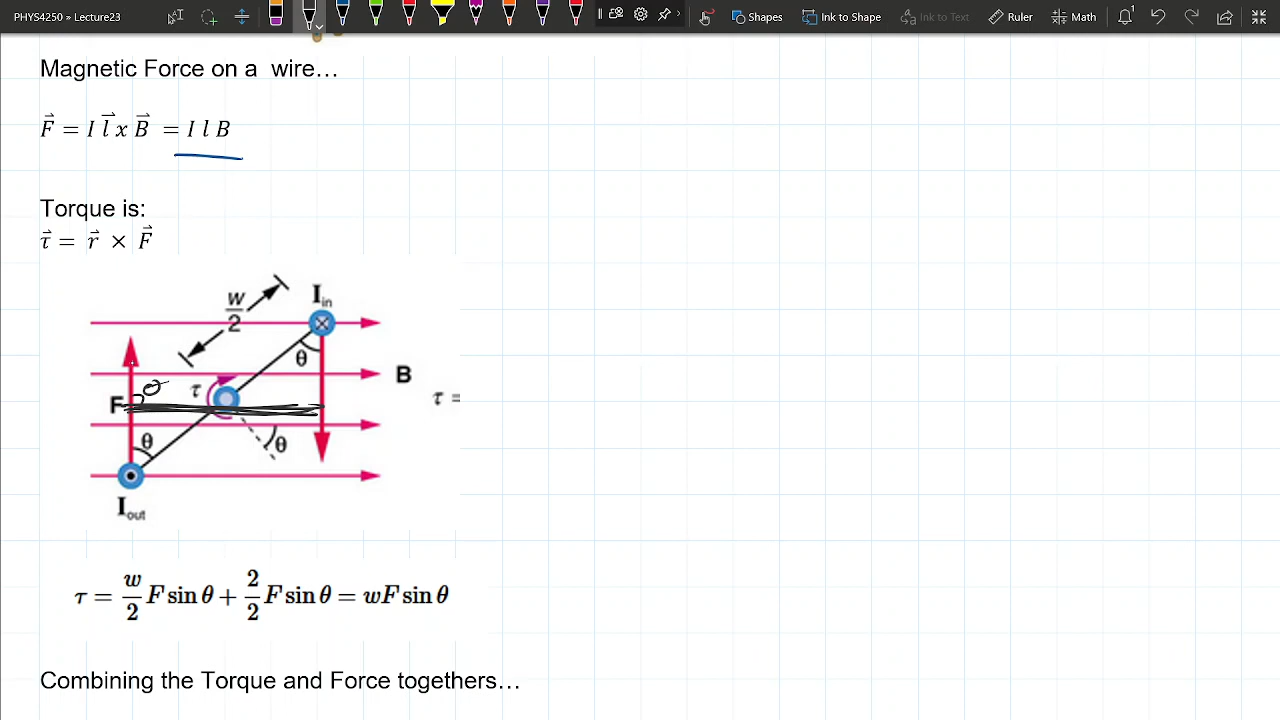 PHYS4250 » Lecture23
Shapes Ink to Shape Ink to Text Ruler Math
Magnetic Force on a wire…
F⃗ = I l⃗ x B⃗ = I l B
Torque is:
τ⃗ = r⃗ × F⃗
w/2
I_in
θ
B
τ
θ
F
τ =
θ
θ
I_out
τ = w/2 F sin θ + 2/2 F sin θ = wF sin θ
Combining the Torque and Force togethers…